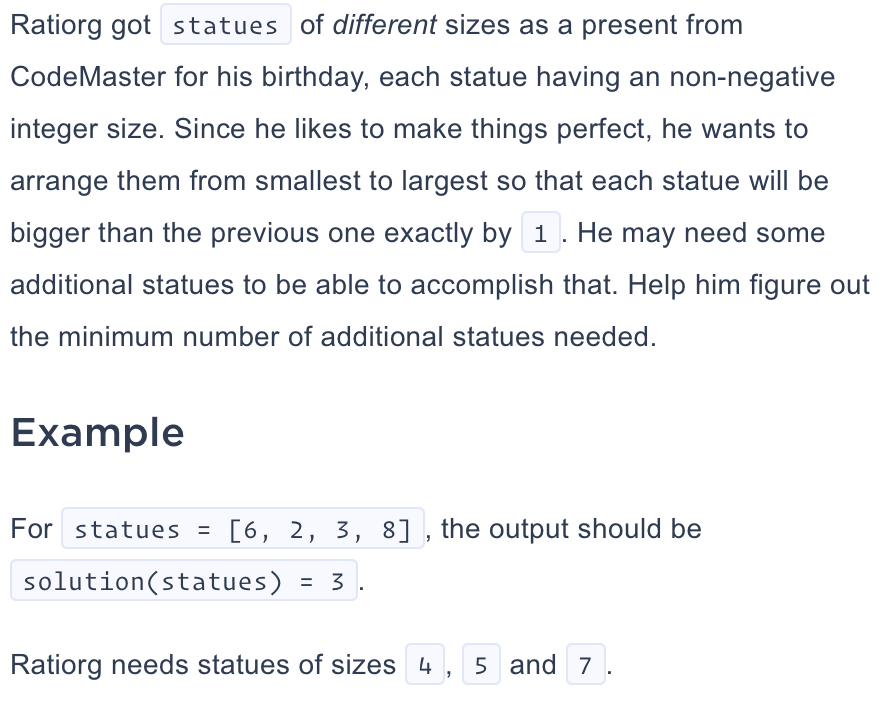 Ratiorg got statues of different sizes as a present from
CodeMaster for his birthday, each statue having an non-negative
integer size. Since he likes to make things perfect, he wants to
arrange them from smallest to largest so that each statue will be
bigger than the previous one exactly by 1. He may need some
additional statues to be able to accomplish that. Help him figure out
the minimum number of additional statues needed.
Example
For statues = [6, 2, 3, 8], the output should be
solution(statues) = 3.
Ratiorg needs statues of sizes 4, 5 and 7.